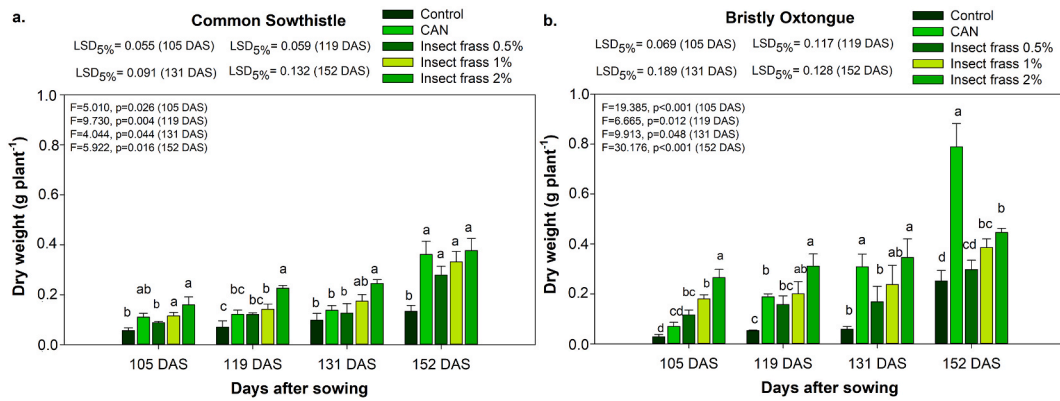 a.
Common Sowthistle
LSD5%= 0.055 (105 DAS)
LSD5%= 0.059 (119 DAS)
LSD5%= 0.091 (131 DAS)
LSD5%= 0.132 (152 DAS)
Control
CAN
Insect frass 0.5%
Insect frass 1%
Insect frass 2%
F=5.010, p=0.026 (105 DAS)
F=9.730, p=0.004 (119 DAS)
F=4.044, p=0.044 (131 DAS)
F=5.922, p=0.016 (152 DAS)
Dry weight (g plant-1)
1.0
0.8
0.6
0.4
0.2
0.0
b ab b a a
c bc bc b a
b b b ab a
b a a a a
105 DAS 119 DAS 131 DAS 152 DAS
Days after sowing
b.
Bristly Oxtongue
LSD5%= 0.069 (105 DAS)
LSD5%= 0.117 (119 DAS)
LSD5%= 0.189 (131 DAS)
LSD5%= 0.128 (152 DAS)
Control
CAN
Insect frass 0.5%
Insect frass 1%
Insect frass 2%
F=19.385, p<0.001 (105 DAS)
F=6.665, p=0.012 (119 DAS)
F=9.913, p=0.048 (131 DAS)
F=30.176, p<0.001 (152 DAS)
Dry weight (g plant-1)
1.0
0.8
0.6
0.4
0.2
0.0
d cd bc b a
c b b ab a
b a b ab a
d a cd bc b
105 DAS 119 DAS 131 DAS 152 DAS
Days after sowing